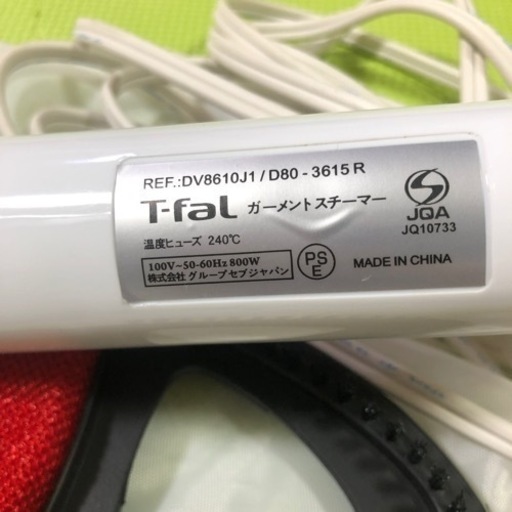 REF.:DV8610J1 / D80 - 3615 R
T-faL ガーメントスチーマー
温度ヒューズ 240℃
100V~50-60Hz 800W
株式会社 グループセブジャパン
PS
E
MADE IN CHINA
S
JQA
JQ10733